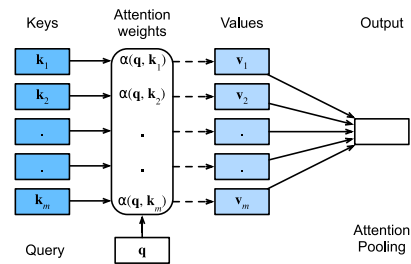 Keys
Attention
weights
Values
Output
k1
α(q, k1)
v1
k2
α(q, k2)
v2
.
.
.
.
.
.
km
α(q, km)
vm
Query
q
Attention
Pooling